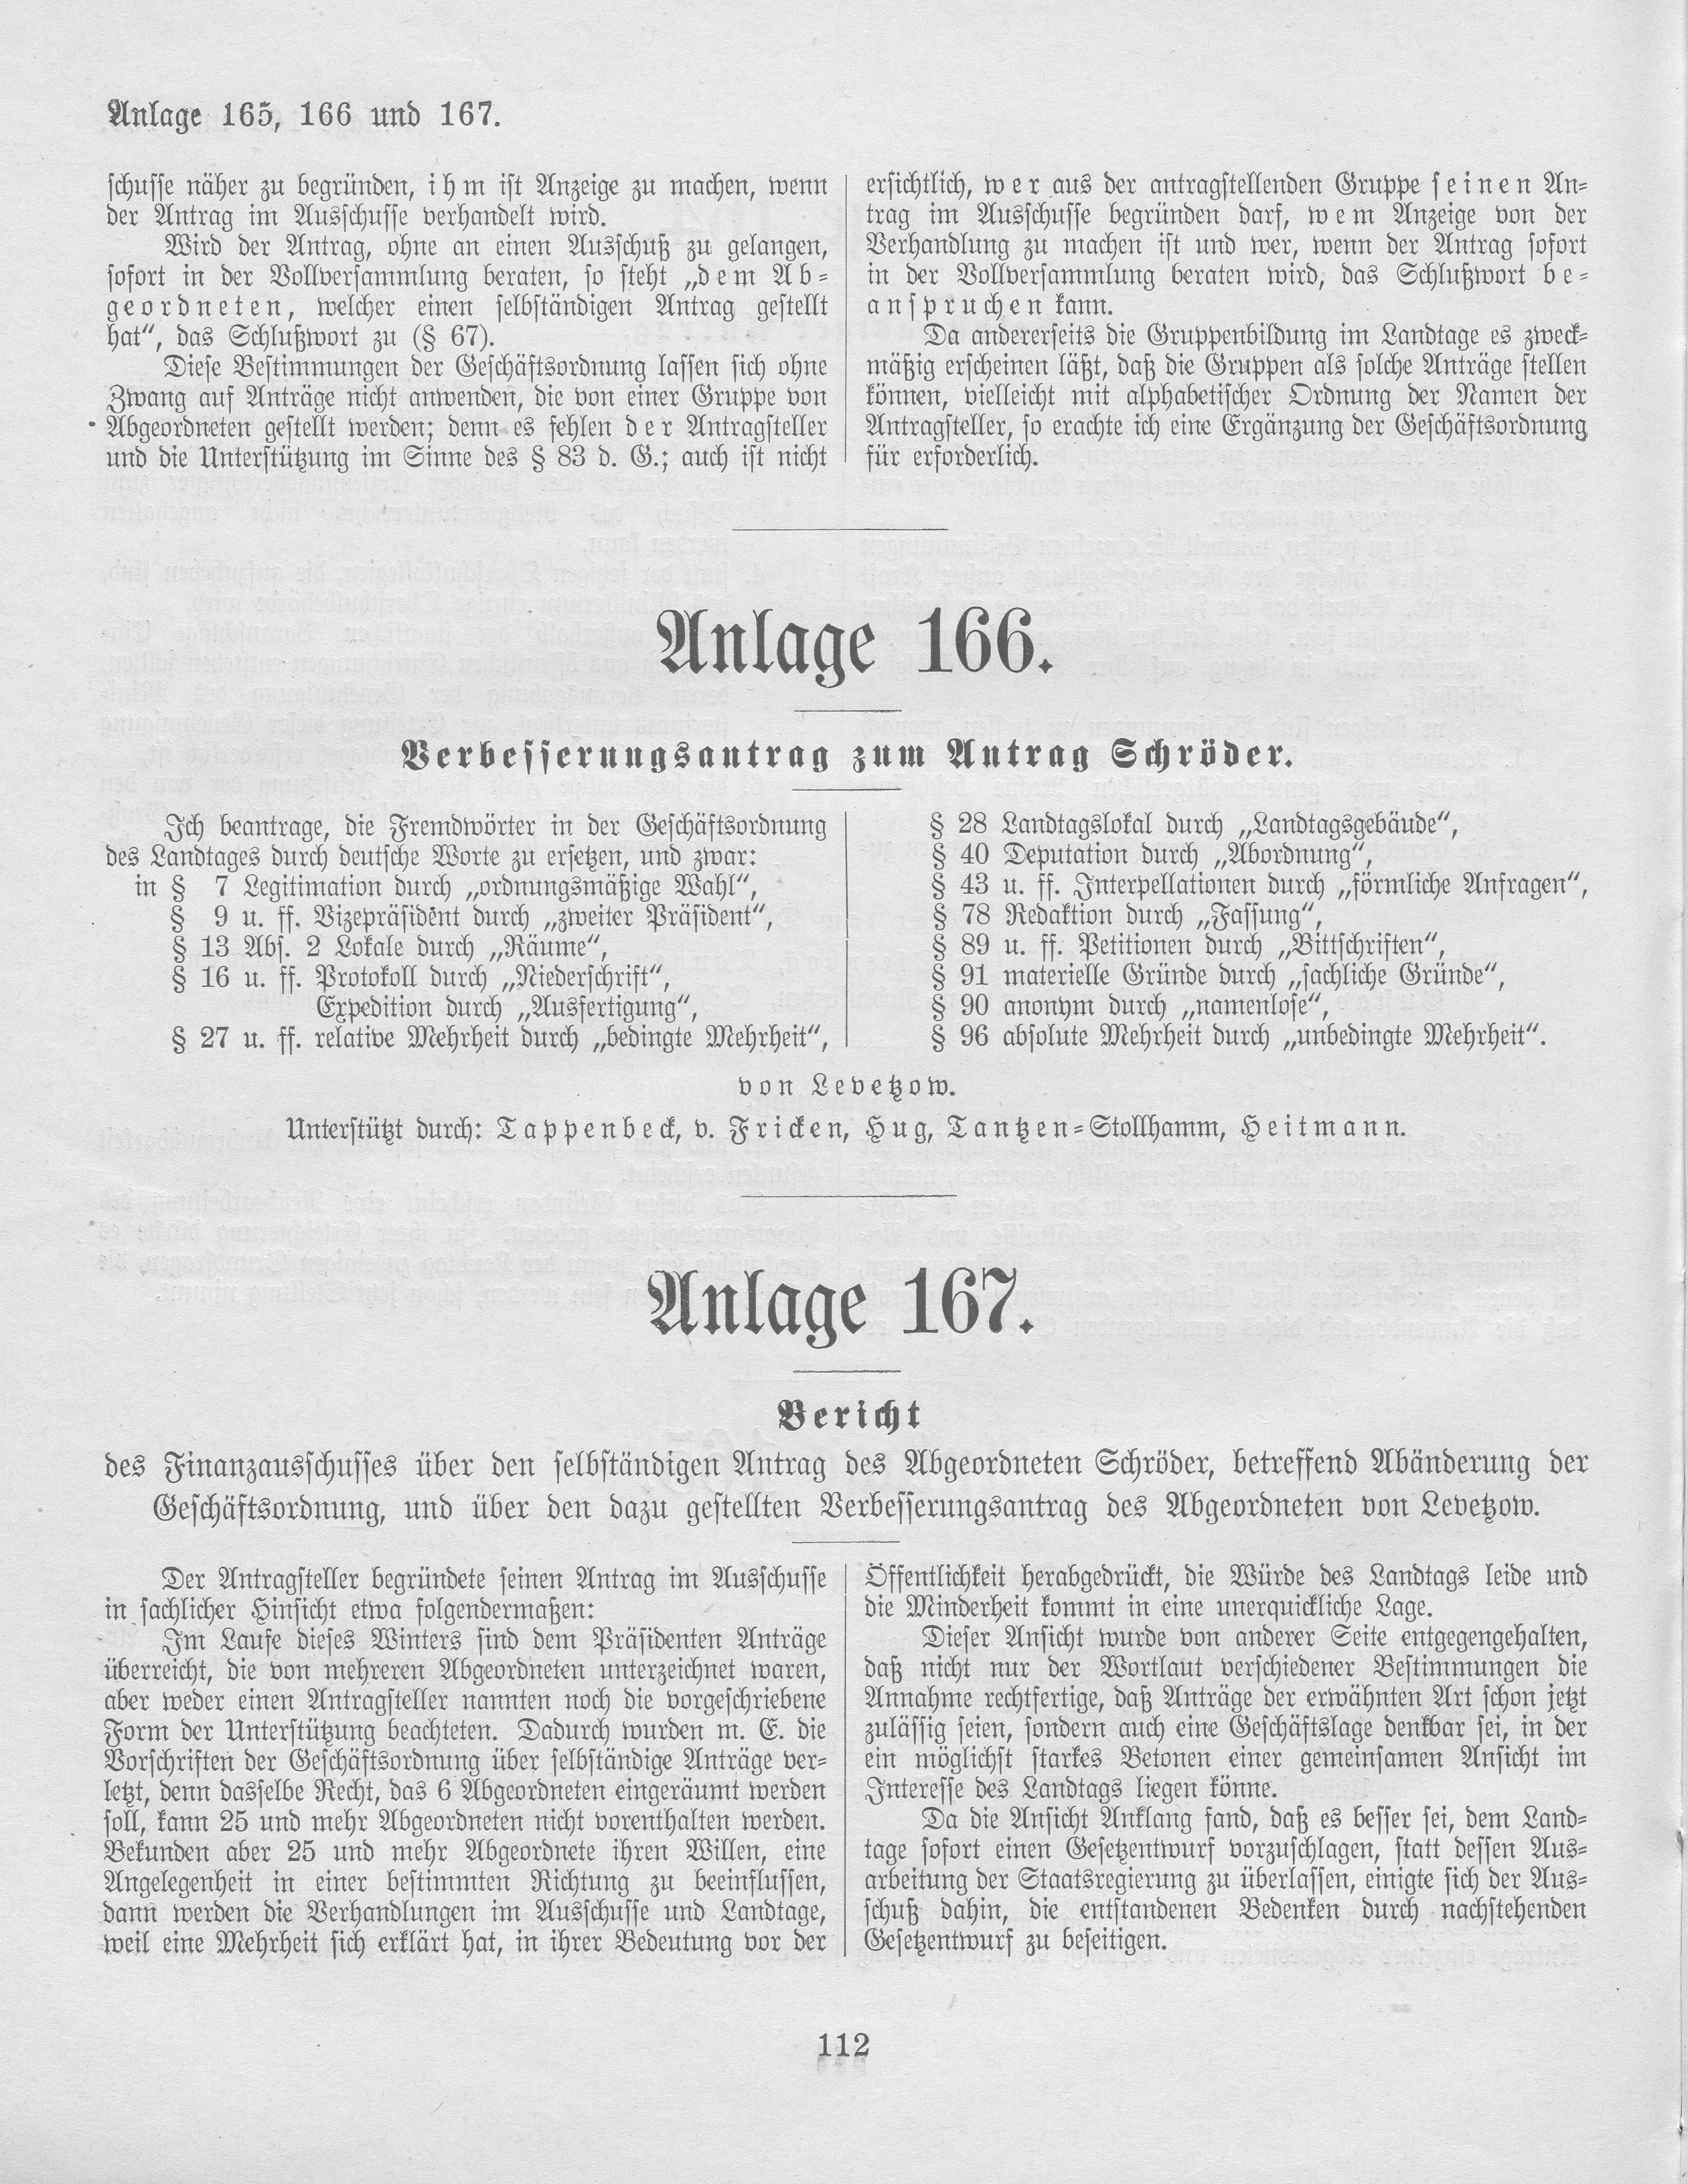 Anlage 165, 166 und 167.
schusse näher zu begründen, ihm ist Anzeige zu machen, wenn
der Antrag im Ausschusse verhandelt wird.
Wird der Antrag, ohne an einen Ausschuß zu gelangen,
sofort in der Vollversammlung beraten, so steht „dem Ab-
geordneten, welcher einen selbständigen Antrag gestellt
hat“, das Schlußwort zu (§ 67).
Diese Bestimmungen der Geschäftsordnung lassen sich ohne
Zwang auf Anträge nicht anwenden, die von einer Gruppe von
Abgeordneten gestellt werden; denn es fehlen der Antragsteller
und die Unterstützung im Sinne des § 83 d. G.; auch ist nicht
ersichtlich, wer aus der antragstellenden Gruppe seinen An-
trag im Ausschusse begründen darf, wem Anzeige von der
Verhandlung zu machen ist und wer, wenn der Antrag sofort
in der Vollversammlung beraten wird, das Schlußwort be-
anspruchen kann.
Da andererseits die Gruppenbildung im Landtage es zweck-
mäßig erscheinen läßt, daß die Gruppen als solche Anträge stellen
können, vielleicht mit alphabetischer Ordnung der Namen der
Antragsteller, so erachte ich eine Ergänzung der Geschäftsordnung
für erforderlich.
Anlage 166.
Verbesserungsantrag zum Antrag Schröder.
Ich beantrage, die Fremdwörter in der Geschäftsordnung
des Landtages durch deutsche Worte zu ersetzen, und zwar:
in § 7 Legitimation durch „ordnungsmäßige Wahl“,
§ 9 u. ff. Vizepräsident durch „zweiter Präsident“,
§ 13 Abs. 2 Lokale durch „Räume“,
§ 16 u. ff. Protokoll durch „Niederschrift“,
Expedition durch „Ausfertigung“,
§ 27 u. ff. relative Mehrheit durch „bedingte Mehrheit“,
§ 28 Landtagslokal durch „Landtagsgebäude“,
§ 40 Deputation durch „Abordnung“,
§ 43 u. ff. Interpellationen durch „förmliche Anfragen“,
§ 78 Redaktion durch „Fassung“,
§ 89 u. ff. Petitionen durch „Bittschriften“,
§ 91 materielle Gründe durch „sachliche Gründe“,
§ 90 anonym durch „namenlose“,
§ 96 absolute Mehrheit durch „unbedingte Mehrheit“.
von Levetzow.
Unterstützt durch: Tappenbeck, v. Fricken, Hug, Tantzen-Stollhamm, Heitmann.
Anlage 167.
Bericht
des Finanzausschusses über den selbständigen Antrag des Abgeordneten Schröder, betreffend Abänderung der
Geschäftsordnung, und über den dazu gestellten Verbesserungsantrag des Abgeordneten von Levetzow.
Der Antragsteller begründete seinen Antrag im Ausschusse
in sachlicher Hinsicht etwa folgendermaßen:
Im Laufe dieses Winters sind dem Präsidenten Anträge
überreicht, die von mehreren Abgeordneten unterzeichnet waren,
aber weder einen Antragsteller nannten noch die vorgeschriebene
Form der Unterstützung beachteten. Dadurch wurden m. E. die
Vorschriften der Geschäftsordnung über selbständige Anträge ver-
letzt, denn dasselbe Recht, das 6 Abgeordneten eingeräumt werden
soll, kann 25 und mehr Abgeordneten nicht vorenthalten werden.
Bekunden aber 25 und mehr Abgeordnete ihren Willen, eine
Angelegenheit in einer bestimmten Richtung zu beeinflussen,
dann werden die Verhandlungen im Ausschusse und Landtage,
weil eine Mehrheit sich erklärt hat, in ihrer Bedeutung vor der
Öffentlichkeit herabgedrückt, die Würde des Landtags leide und
die Minderheit kommt in eine unerquickliche Lage.
Dieser Ansicht wurde von anderer Seite entgegengehalten,
daß nicht nur der Wortlaut verschiedener Bestimmungen die
Annahme rechtfertige, daß Anträge der erwähnten Art schon jetzt
zulässig seien, sondern auch eine Geschäftslage denkbar sei, in der
ein möglichst starkes Betonen einer gemeinsamen Ansicht im
Interesse des Landtags liegen könne.
Da die Ansicht Anklang fand, daß es besser sei, dem Land-
tage sofort einen Gesetzentwurf vorzuschlagen, statt dessen Aus-
arbeitung der Staatsregierung zu überlassen, einigte sich der Aus-
schuß dahin, die entstandenen Bedenken durch nachstehenden
Gesetzentwurf zu beseitigen.
112